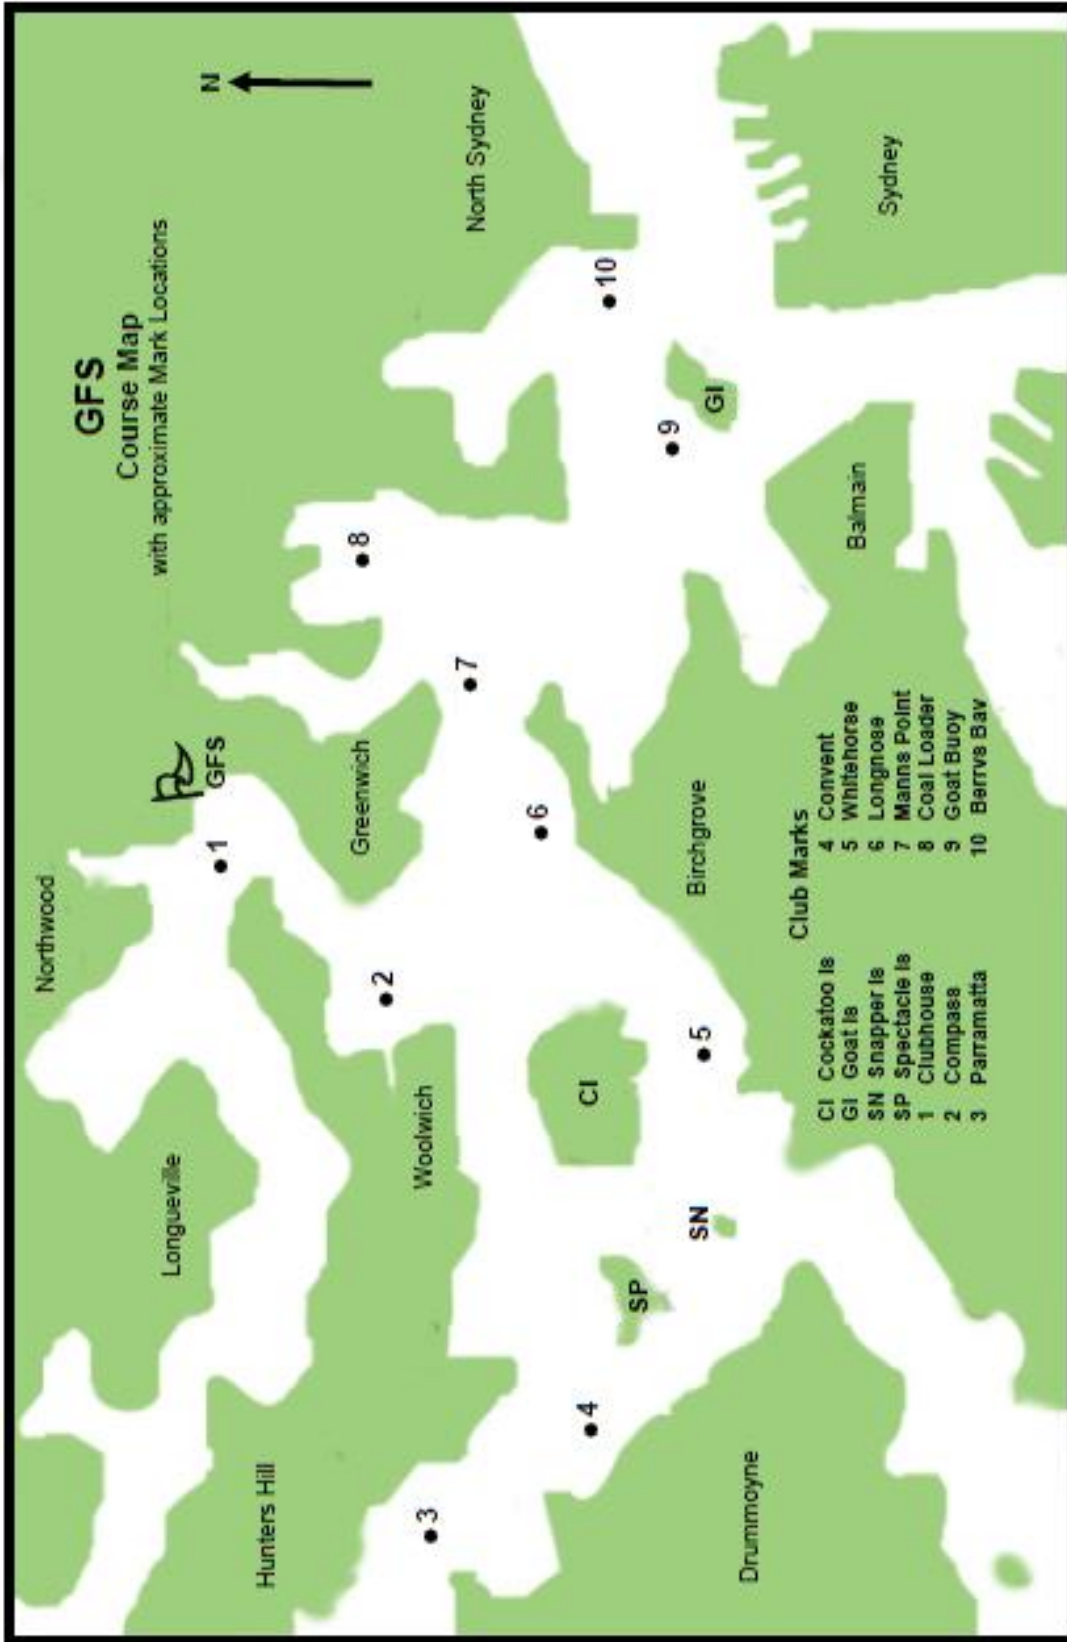 GFS
Course Map
with approximate Mark Locations
N
Northwood
North Sydney
Longueville
GFS
1
8
Greenwich
10
Hunters Hill
Woolwich
2
7
6
9
GI
Sydney
3
CI
4
SP
SN
5
Birchgrove
Balmain
Drummoyne
Club Marks
CI Cockatoo Is
GI Goat Is
SN Snapper Is
SP Spectacle Is
1 Clubhouse
2 Compass
3 Parramatta
4 Convent
5 Whitehorse
6 Longnose
7 Manns Point
8 Coal Loader
9 Goat Buoy
10 Berrys Bay